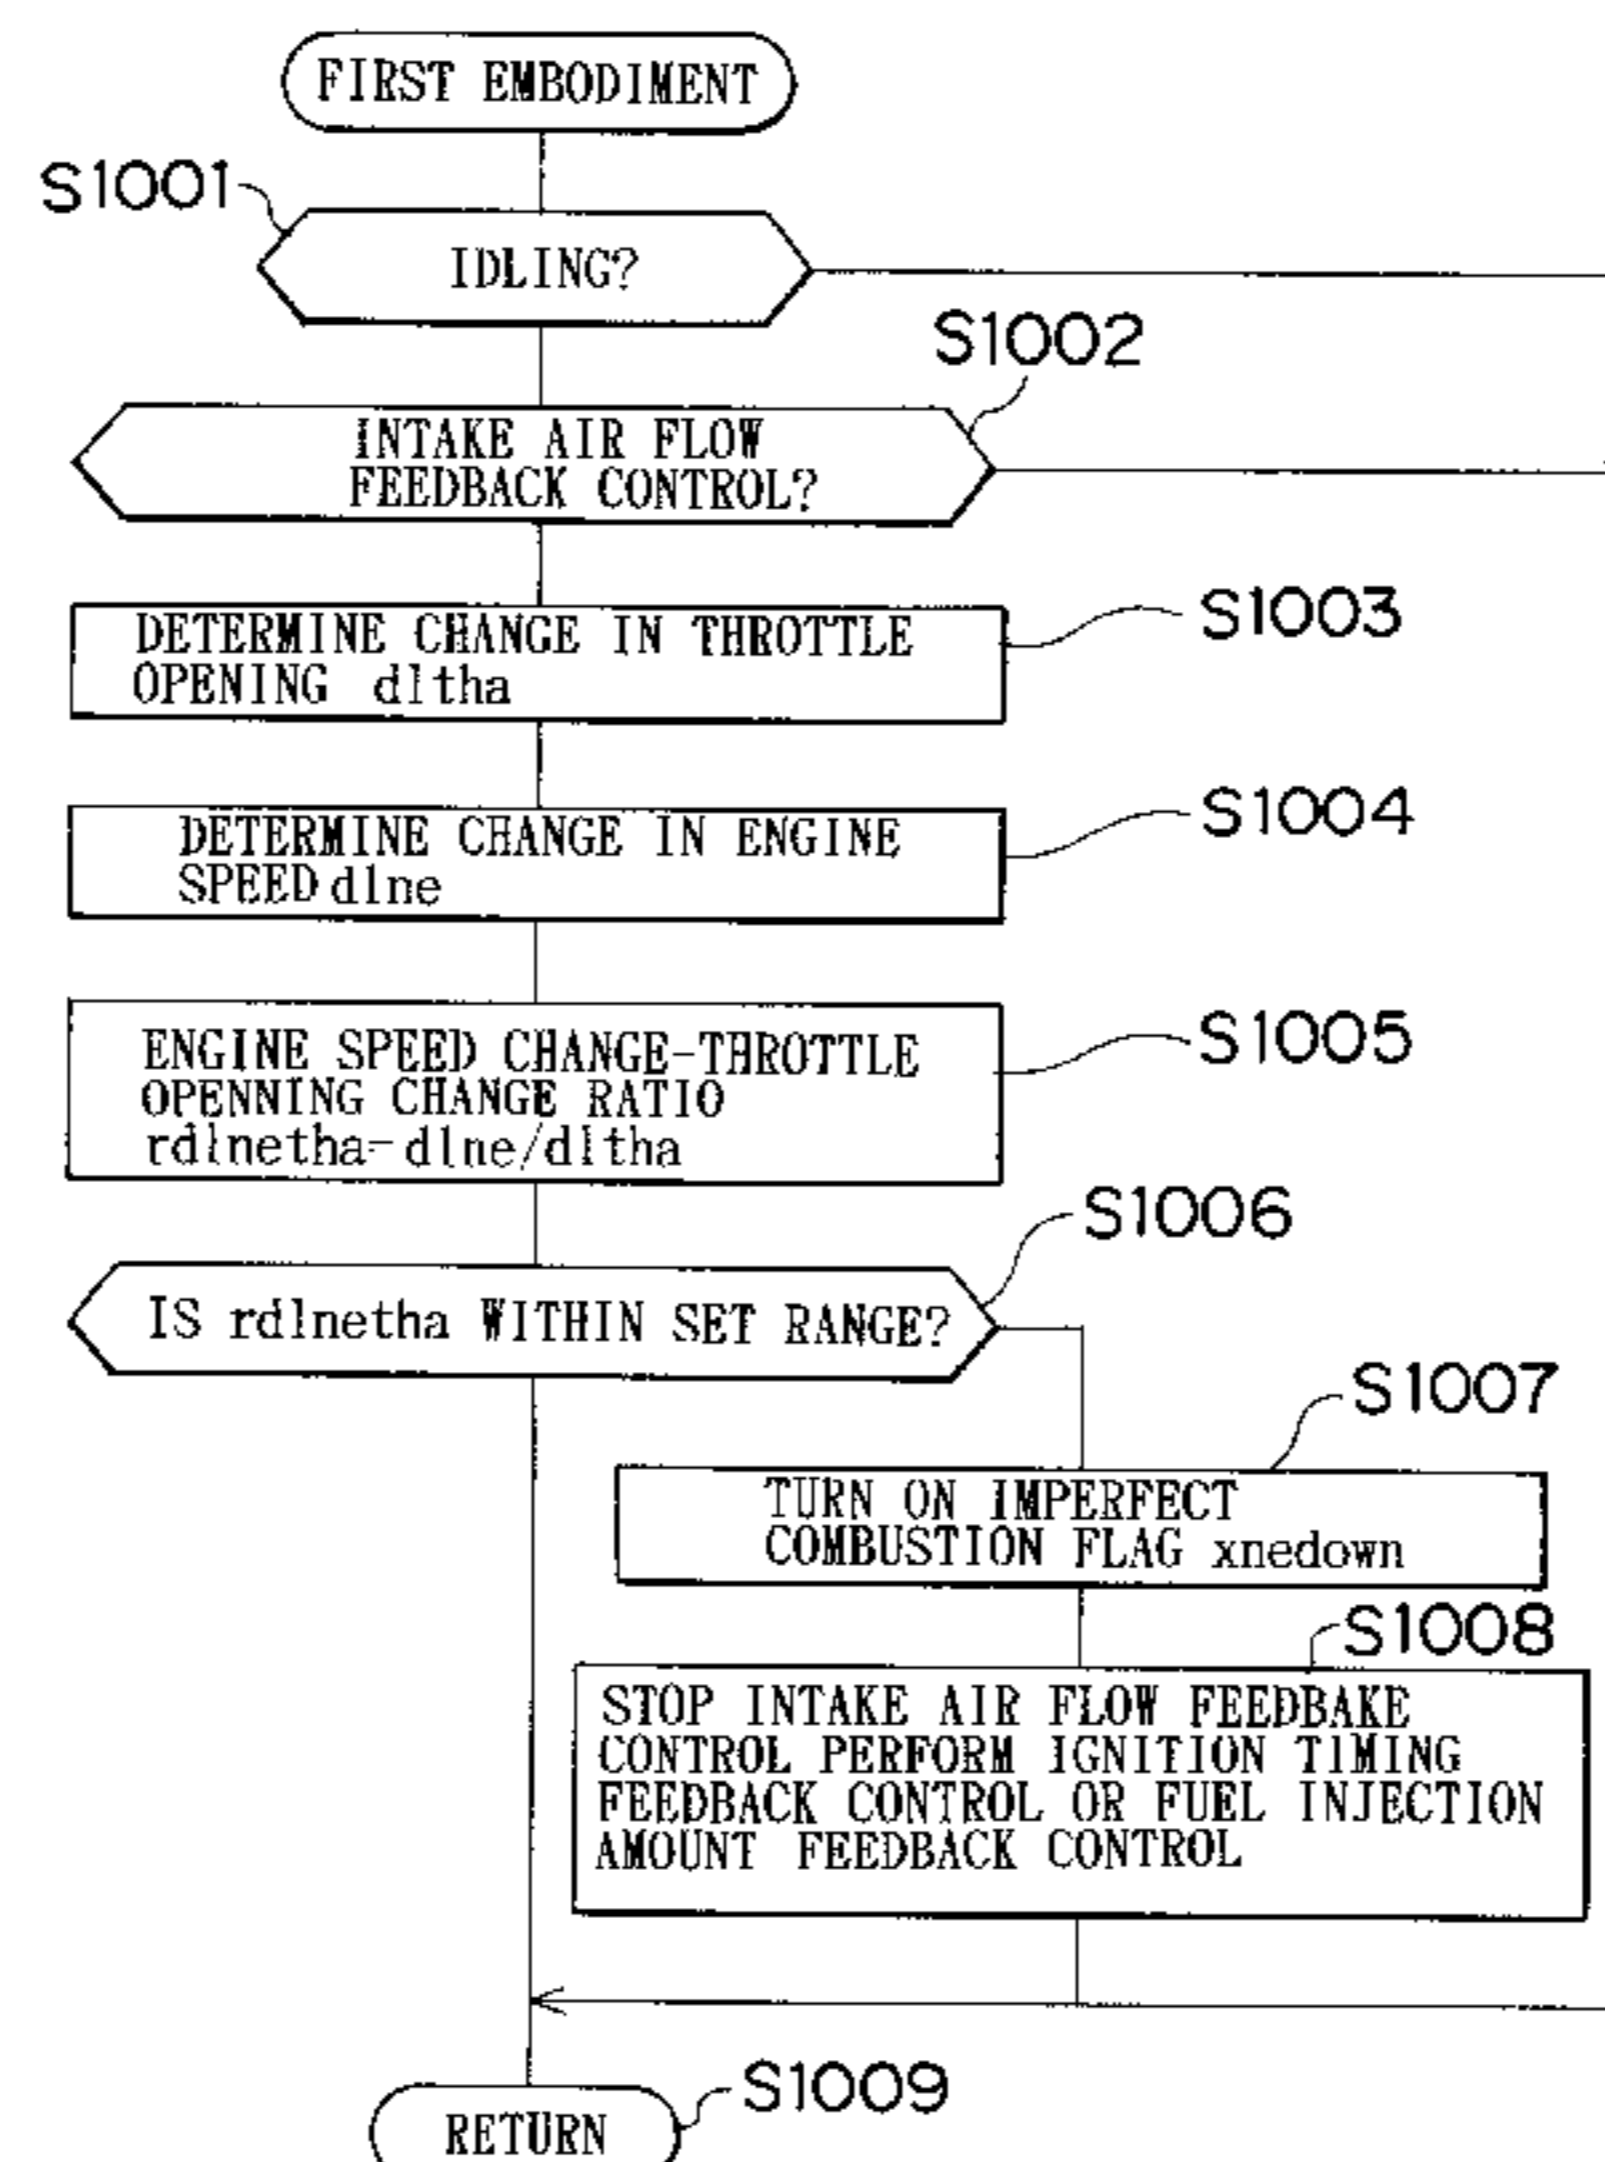 FIRST EMBODIMENT
S1001
IDLING?
S1002
INTAKE AIR FLOW
FEEDBACK CONTROL?
S1003
DETERMINE CHANGE IN THROTTLE
OPENING dltha
S1004
DETERMINE CHANGE IN ENGINE
SPEED dlne
S1005
ENGINE SPEED CHANGE-THROTTLE
OPENNING CHANGE RATIO
rdlnetha-dlne/dltha
S1006
IS rdlnetha WITHIN SET RANGE?
S1007
TURN ON IMPERFECT
COMBUSTION FLAG xnedown
S1008
STOP INTAKE AIR FLOW FEEDBAKE
CONTROL PERFORM IGNITION TIMING
FEEDBACK CONTROL OR FUEL INJECTION
AMOUNT FEEDBACK CONTROL
S1009
RETURN